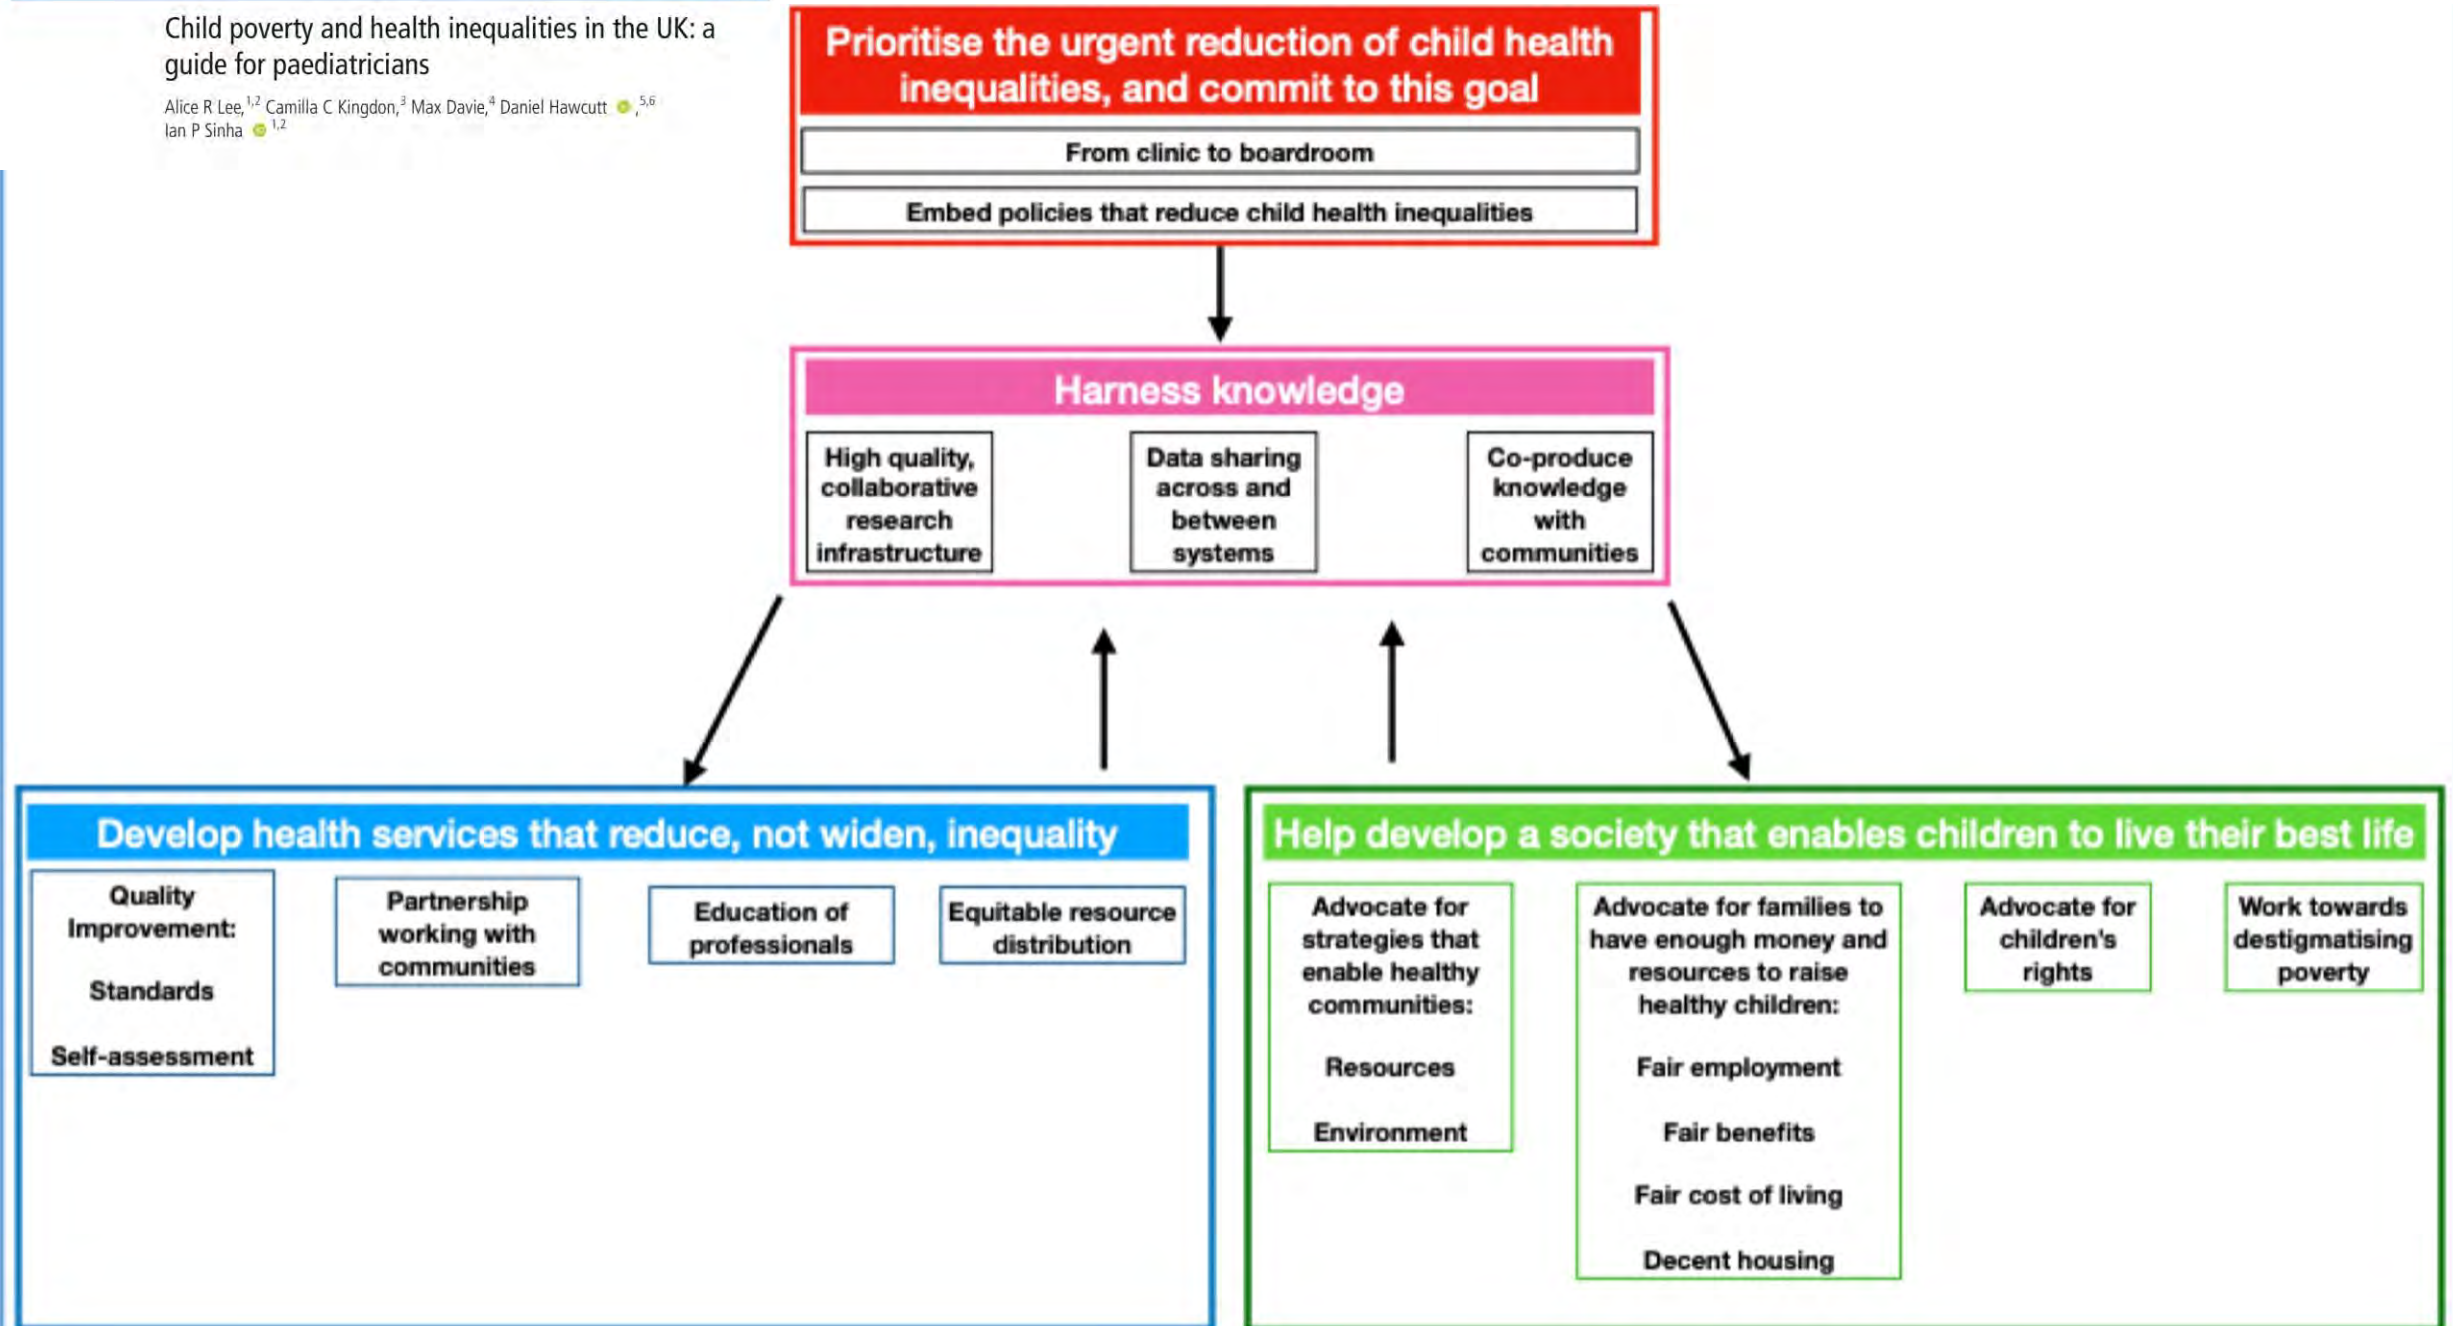 Child poverty and health inequalities in the UK: a
guide for paediatricians
Alice R Lee,1,2 Camilla C Kingdon,3 Max Davie,4 Daniel Hawcutt ,5,6
Ian P Sinha 1,2
Prioritise the urgent reduction of child health
inequalities, and commit to this goal
From clinic to boardroom
Embed policies that reduce child health inequalities
Harness knowledge
High quality,
collaborative
research
infrastructure
Data sharing
across and
between
systems
Co-produce
knowledge
with
communities
Develop health services that reduce, not widen, inequality
Quality
Improvement:
Standards
Self-assessment
Partnership
working with
communities
Education of
professionals
Equitable resource
distribution
Help develop a society that enables children to live their best life
Advocate for
strategies that
enable healthy
communities:
Resources
Environment
Advocate for families to
have enough money and
resources to raise
healthy children:
Fair employment
Fair benefits
Fair cost of living
Decent housing
Advocate for
children's
rights
Work towards
destigmatising
poverty